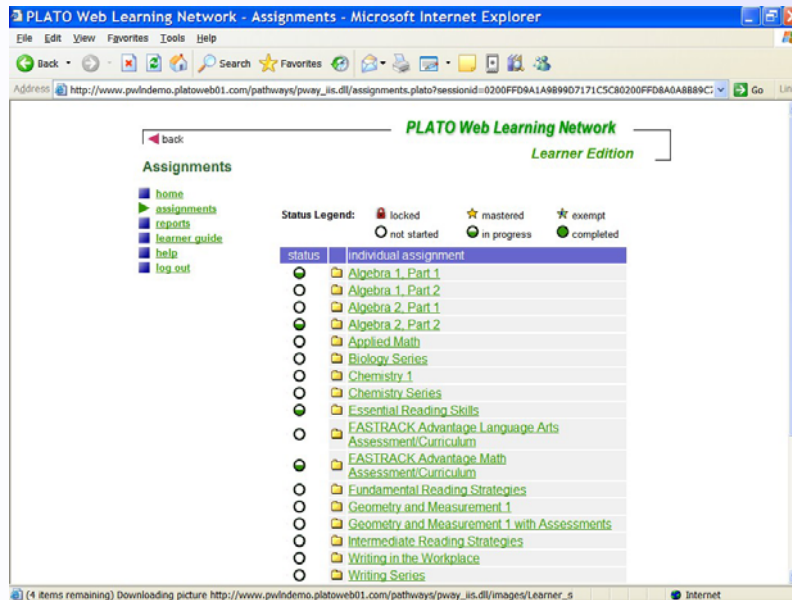 PLATO Web Learning Network - Assignments - Microsoft Internet Explorer
File Edit View Favorites Tools Help
Back Search Favorites
Address http://www.pwlndemo.platoweb01.com/pathways/pway_iis.dll/assignments.plato?sessionid= Go
back
PLATO Web Learning Network
Learner Edition
Assignments
home
assignments
reports
learner guide
help
log out
Status Legend: locked mastered exempt
not started in progress completed
status individual assignment
Algebra 1, Part 1
Algebra 1, Part 2
Algebra 2, Part 1
Algebra 2, Part 2
Applied Math
Biology Series
Chemistry 1
Chemistry Series
Essential Reading Skills
FASTRACK Advantage Language Arts
Assessment/Curriculum
FASTRACK Advantage Math
Assessment/Curriculum
Fundamental Reading Strategies
Geometry and Measurement 1
Geometry and Measurement 1 with Assessments
Intermediate Reading Strategies
Writing in the Workplace
Writing Series
(4 items remaining) Downloading picture http://www.pwlndemo.platoweb01.com/pathways/pway_iis.dll/images/Learner_s Internet